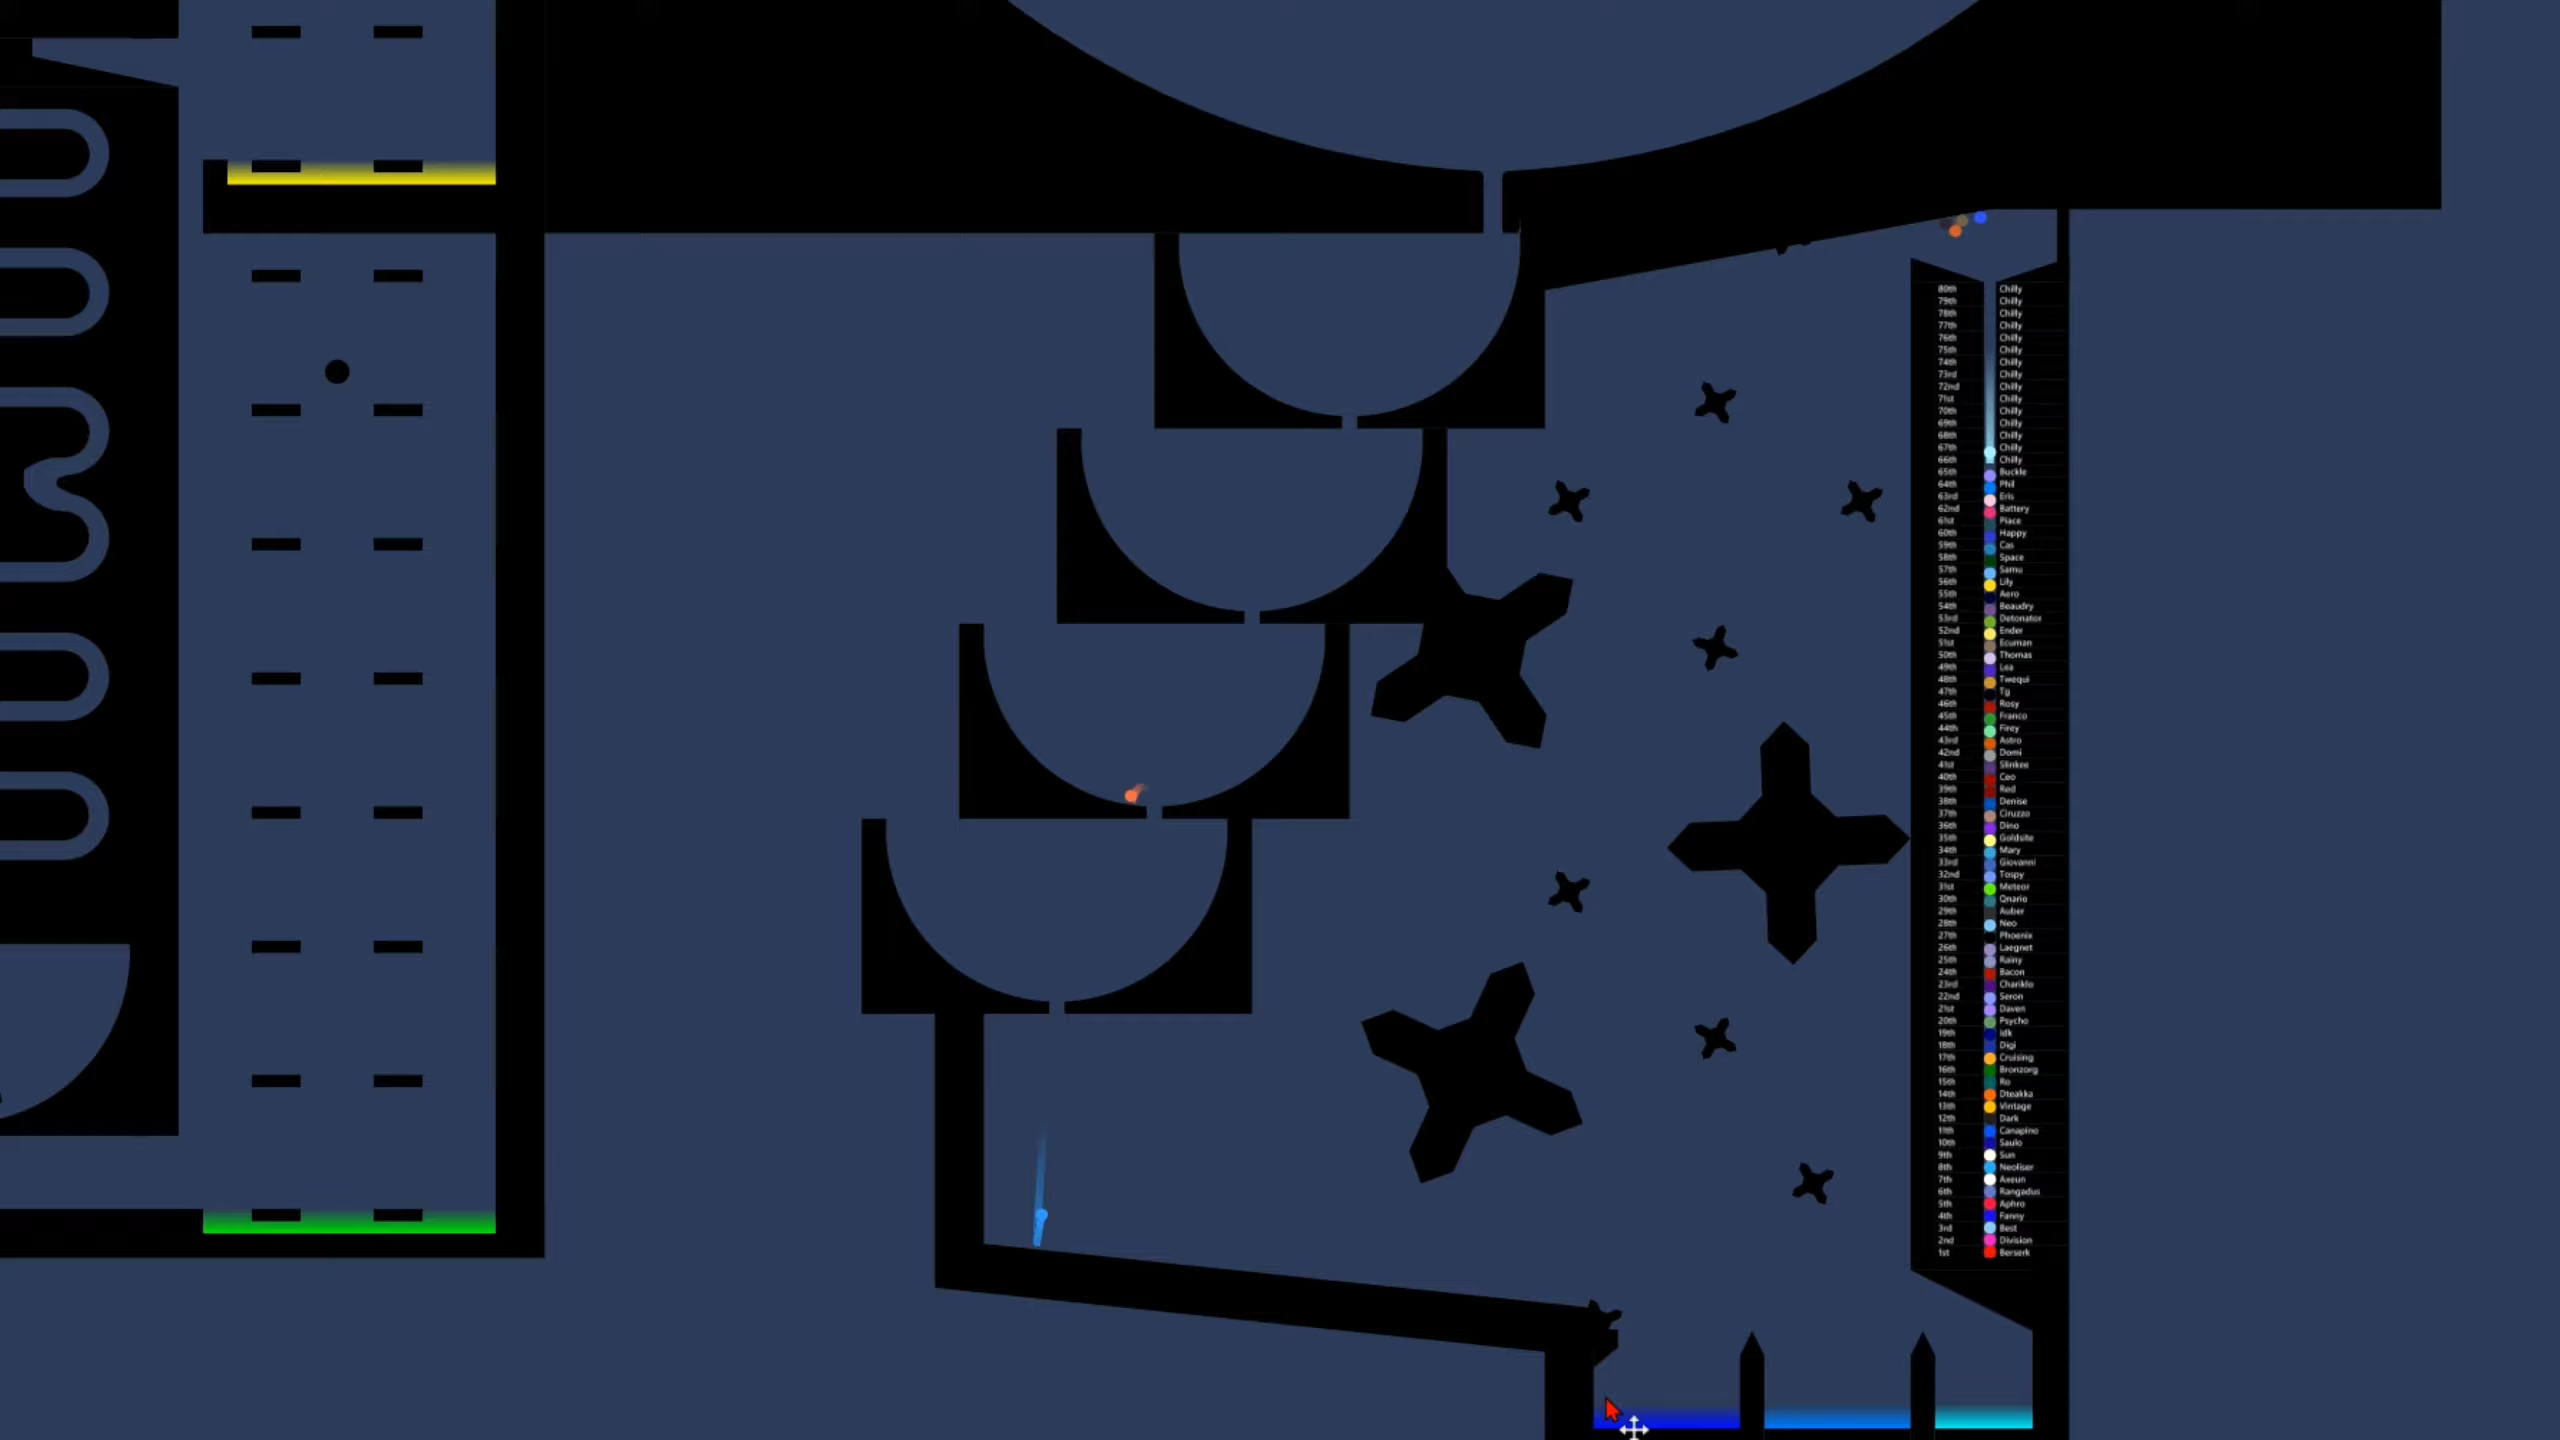 80th Chilly
79th Chilly
78th Chilly
77th Chilly
76th Chilly
75th Chilly
74th Chilly
73rd Chilly
72nd Chilly
71st Chilly
70th Chilly
69th Chilly
68th Chilly
67th Chilly
66th Chilly
65th Buckle
64th Phil
63rd Eris
62nd Battery
61st Place
60th Happy
59th Cas
58th Space
57th Samu
56th Lily
55th Aero
54th Beaudry
53rd Detonator
52nd Ender
51st Ecuman
50th Thomas
49th Lea
48th Twequi
47th Tg
46th Rosy
45th Franco
44th Firey
43rd Astro
42nd Domi
41st Slinkee
40th Ceo
39th Red
38th Denise
37th Ciruzzo
36th Dino
35th Goldsite
34th Mary
33rd Giovanni
32nd Tospy
31st Meteor
30th Qnario
29th Auber
28th Neo
27th Phoenix
26th Laegnet
25th Rainy
24th Bacon
23rd Chariklo
22nd Seron
21st Daven
20th Psycho
19th Idk
18th Digi
17th Cruising
16th Bronzorg
15th Ro
14th Dteakka
13th Vintage
12th Dark
11th Canapino
10th Saulo
9th Sun
8th Neoliser
7th Axeun
6th Rangadus
5th Aphro
4th Fanny
3rd Best
2nd Division
1st Berserk